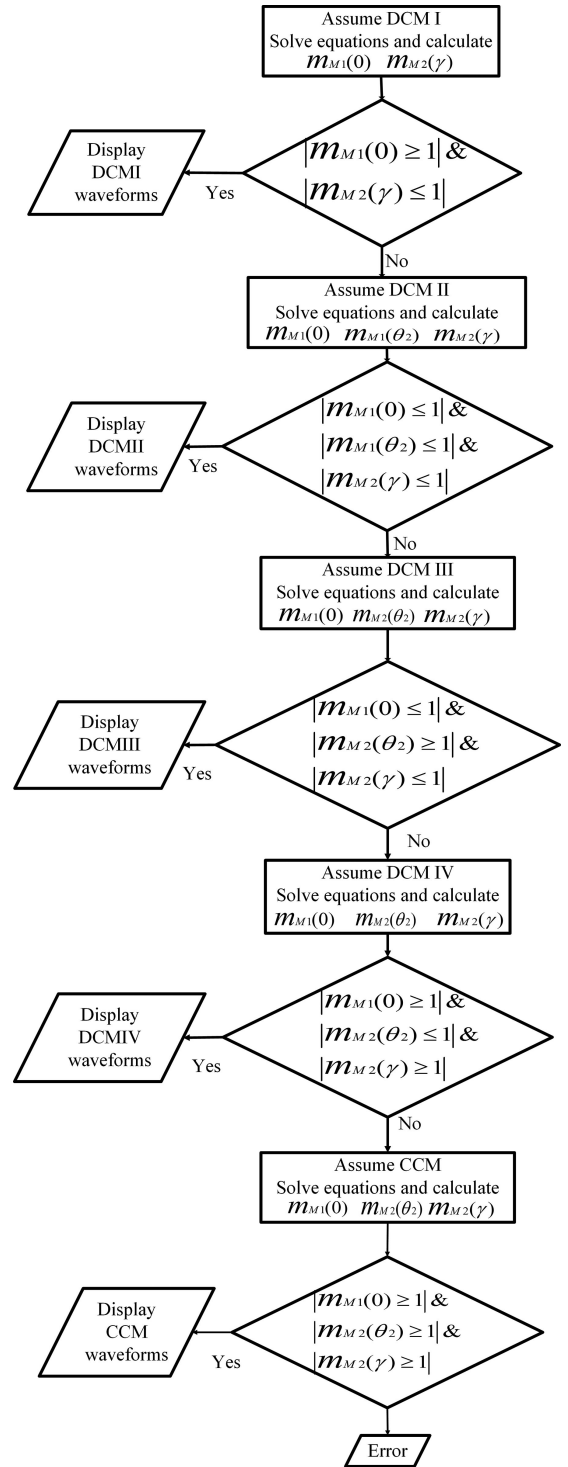 Assume DCM I
Solve equations and calculate
mM1(0) mM2(γ)
|mM1(0) ≥ 1| &
|mM2(γ) ≤ 1|
Display
DCMI
waveforms
Yes
No
Assume DCM II
Solve equations and calculate
mM1(0) mM1(θ2) mM2(γ)
|mM1(0) ≤ 1| &
|mM1(θ2) ≤ 1| &
|mM2(γ) ≤ 1|
Display
DCMII
waveforms
Yes
No
Assume DCM III
Solve equations and calculate
mM1(0) mM2(θ2) mM2(γ)
|mM1(0) ≤ 1| &
|mM2(θ2) ≥ 1| &
|mM2(γ) ≤ 1|
Display
DCMIII
waveforms
Yes
No
Assume DCM IV
Solve equations and calculate
mM1(0) mM2(θ2) mM2(γ)
|mM1(0) ≥ 1| &
|mM2(θ2) ≤ 1| &
|mM2(γ) ≥ 1|
Display
DCMIV
waveforms
Yes
No
Assume CCM
Solve equations and calculate
mM1(0) mM2(θ2) mM2(γ)
|mM1(0) ≥ 1| &
|mM2(θ2) ≥ 1| &
|mM2(γ) ≥ 1|
Display
CCM
waveforms
Yes
Error